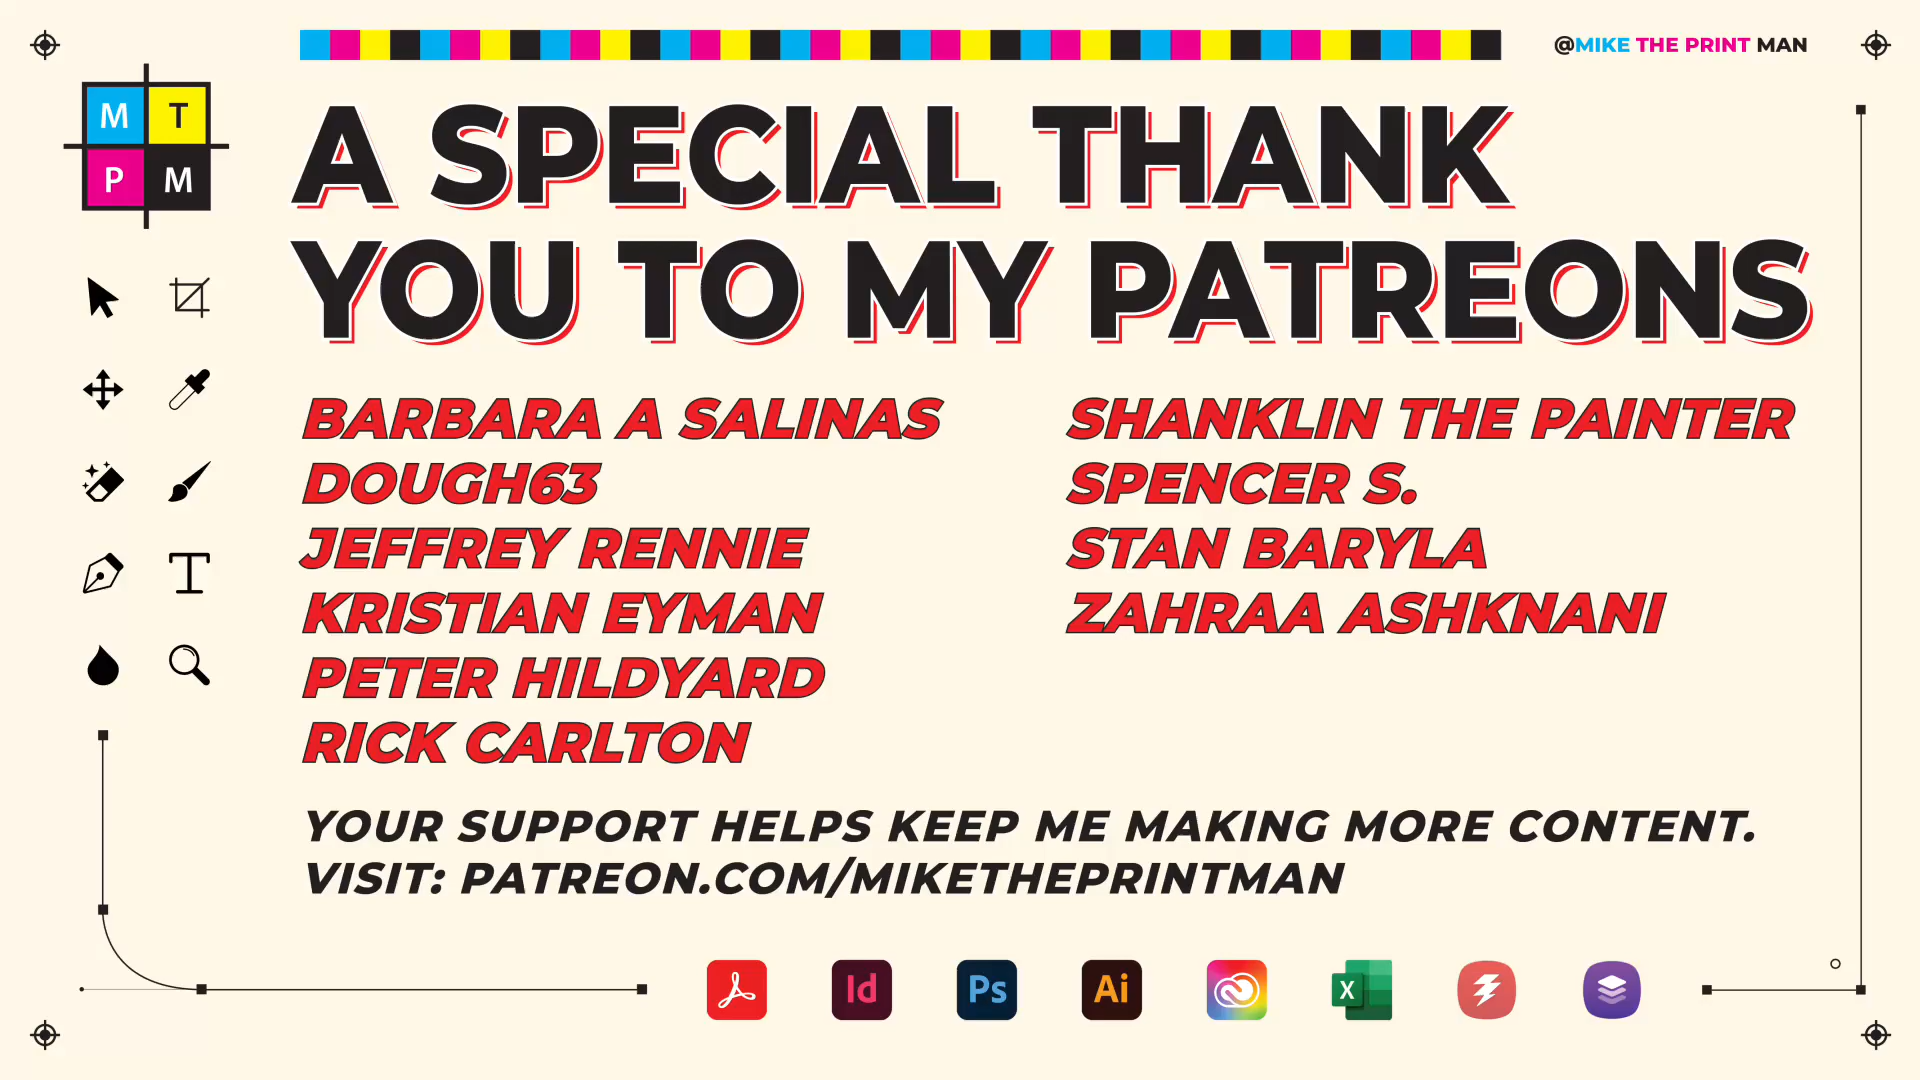 @MIKE THE PRINT MAN
M T
P M
A SPECIAL THANK
YOU TO MY PATREONS
BARBARA A SALINAS
DOUGH63
JEFFREY RENNIE
KRISTIAN EYMAN
PETER HILDYARD
RICK CARLTON
SHANKLIN THE PAINTER
SPENCER S.
STAN BARYLA
ZAHRAA ASHKNANI
YOUR SUPPORT HELPS KEEP ME MAKING MORE CONTENT.
VISIT: PATREON.COM/MIKETHEPRINTMAN
Id Ps Ai X